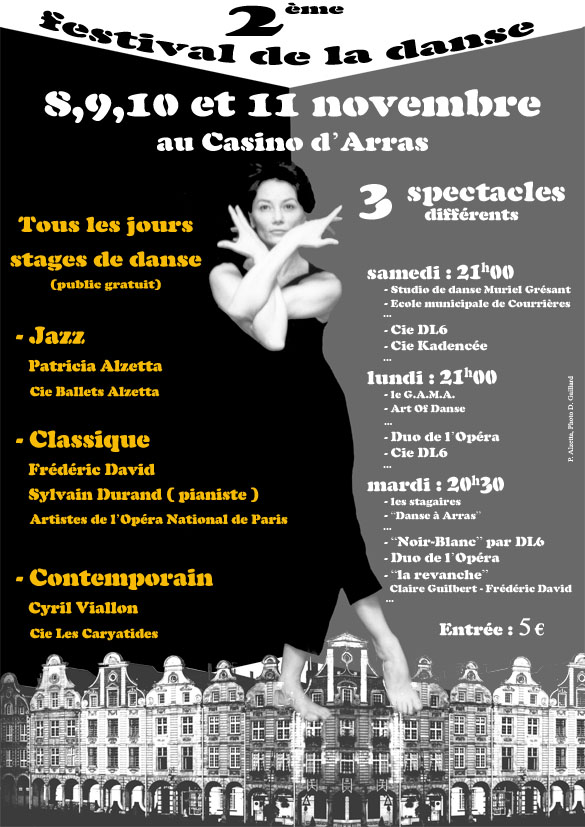 2ème
festival de la danse
8,9,10 et 11 novembre
au Casino d'Arras
Tous les jours
stages de danse
(public gratuit)
- Jazz
Patricia Alzetta
Cie Ballets Alzetta
- Classique
Frédéric David
Sylvain Durand ( pianiste )
Artistes de l'Opéra National de Paris
- Contemporain
Cyril Viallon
Cie Les Caryatides
3 spectacles
différents
samedi : 21h00
- Studio de danse Muriel Grésant
- Ecole municipale de Courrières
...
- Cie DL6
- Cie Kadencée
...
lundi : 21h00
- le G.A.M.A.
- Art Of Danse
...
- Duo de l'Opéra
- Cie DL6
...
mardi : 20h30
- les stagaires
- "Danse à Arras"
...
- "Noir-Blanc" par DL6
- Duo de l'Opéra
- "la revanche"
Claire Guilbert - Frédéric David
...
Entrée : 5 €
P. Alzetta, Photo D. Gaillard